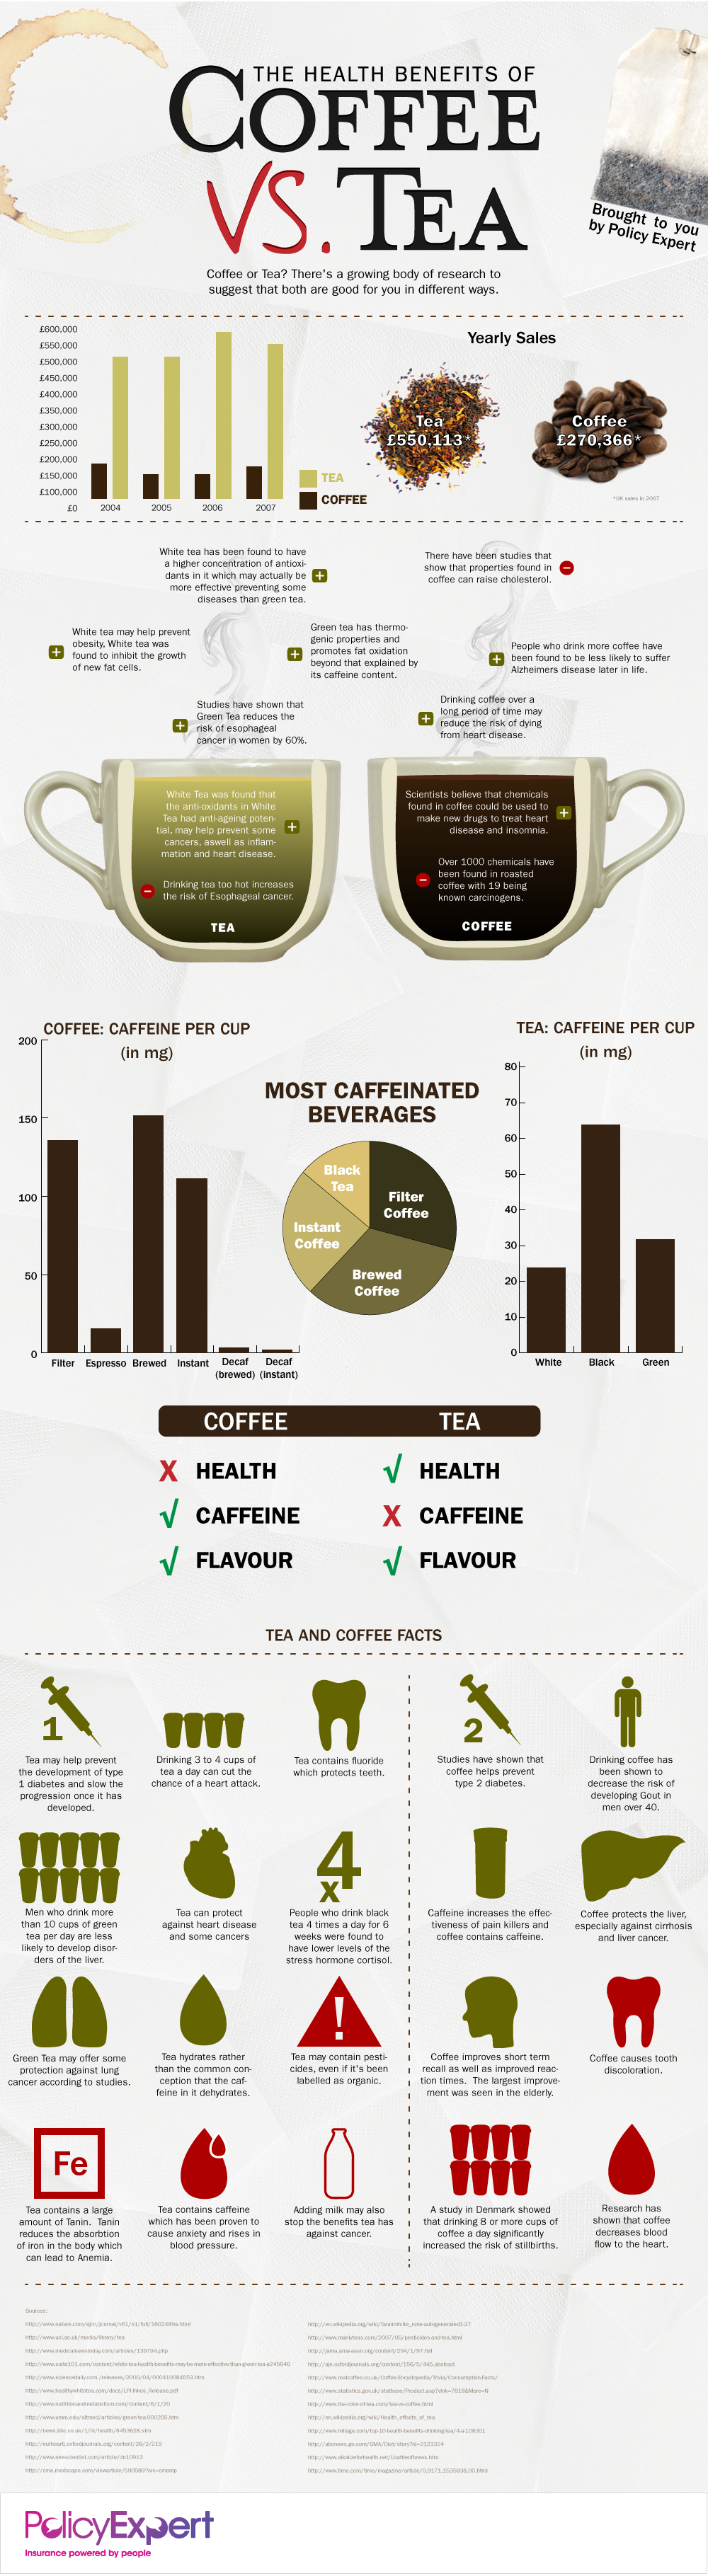 THE HEALTH BENEFITS OF
COFFEE
VS. TEA
Brought to you
by Policy Expert
Coffee or Tea? There's a growing body of research to
suggest that both are good for you in different ways.
£600,000
£550,000
£500,000
£450,000
£400,000
£350,000
£300,000
£250,000
£200,000
£150,000
£100,000
£0
2004
2005
2006
2007
TEA
COFFEE
Yearly Sales
Tea
£550,113*
Coffee
£270,366*
*UK sales in 2007
White tea has been found to have
a higher concentration of antioxi-
dants in it which may actually be
more effective preventing some
diseases than green tea.
There have been studies that
show that properties found in
coffee can raise cholesterol.
White tea may help prevent
obesity, White tea was
found to inhibit the growth
of new fat cells.
Green tea has thermo-
genic properties and
promotes fat oxidation
beyond that explained by
its caffeine content.
People who drink more coffee have
been found to be less likely to suffer
Alzheimers disease later in life.
Studies have shown that
Green Tea reduces the
risk of esophageal
cancer in women by 60%.
Drinking coffee over a
long period of time may
reduce the risk of dying
from heart disease.
White Tea was found that
the anti-oxidants in White
Tea had anti-ageing poten-
tial, may help prevent some
cancers, aswell as inflam-
mation and heart disease.
Drinking tea too hot increases
the risk of Esophageal cancer.
TEA
Scientists believe that chemicals
found in coffee could be used to
make new drugs to treat heart
disease and insomnia.
Over 1000 chemicals have
been found in roasted
coffee with 19 being
known carcinogens.
COFFEE
COFFEE: CAFFEINE PER CUP
(in mg)
200
150
100
50
0
Filter
Espresso
Brewed
Instant
Decaf
(brewed)
Decaf
(instant)
MOST CAFFEINATED
BEVERAGES
Black
Tea
Filter
Coffee
Instant
Coffee
Brewed
Coffee
TEA: CAFFEINE PER CUP
(in mg)
80
70
60
50
40
30
20
10
0
White
Black
Green
COFFEE TEA
X HEALTH √ HEALTH
√ CAFFEINE X CAFFEINE
√ FLAVOUR √ FLAVOUR
TEA AND COFFEE FACTS
1
Tea may help prevent
the development of type
1 diabetes and slow the
progression once it has
developed.
Drinking 3 to 4 cups of
tea a day can cut the
chance of a heart attack.
Tea contains fluoride
which protects teeth.
2
Studies have shown that
coffee helps prevent
type 2 diabetes.
Drinking coffee has
been shown to
decrease the risk of
developing Gout in
men over 40.
Men who drink more
than 10 cups of green
tea per day are less
likely to develop disor-
ders of the liver.
Tea can protect
against heart disease
and some cancers
4
x
People who drink black
tea 4 times a day for 6
weeks were found to
have lower levels of the
stress hormone cortisol.
Caffeine increases the effec-
tiveness of pain killers and
coffee contains caffeine.
Coffee protects the liver,
especially against cirrhosis
and liver cancer.
Green Tea may offer some
protection against lung
cancer according to studies.
Tea hydrates rather
than the common con-
ception that the caf-
feine in it dehydrates.
!
Tea may contain pesti-
cides, even if it's been
labelled as organic.
Coffee improves short term
recall as well as improved reac-
tion times. The largest improve-
ment was seen in the elderly.
Coffee causes tooth
discoloration.
Fe
Tea contains a large
amount of Tanin. Tanin
reduces the absorbtion
of iron in the body which
can lead to Anemia.
Tea contains caffeine
which has been proven to
cause anxiety and rises in
blood pressure.
Adding milk may also
stop the benefits tea has
against cancer.
A study in Denmark showed
that drinking 8 or more cups of
coffee a day significantly
increased the risk of stillbirths.
Research has
shown that coffee
decreases blood
flow to the heart.
Sources:
PolicyExpert
Insurance powered by people